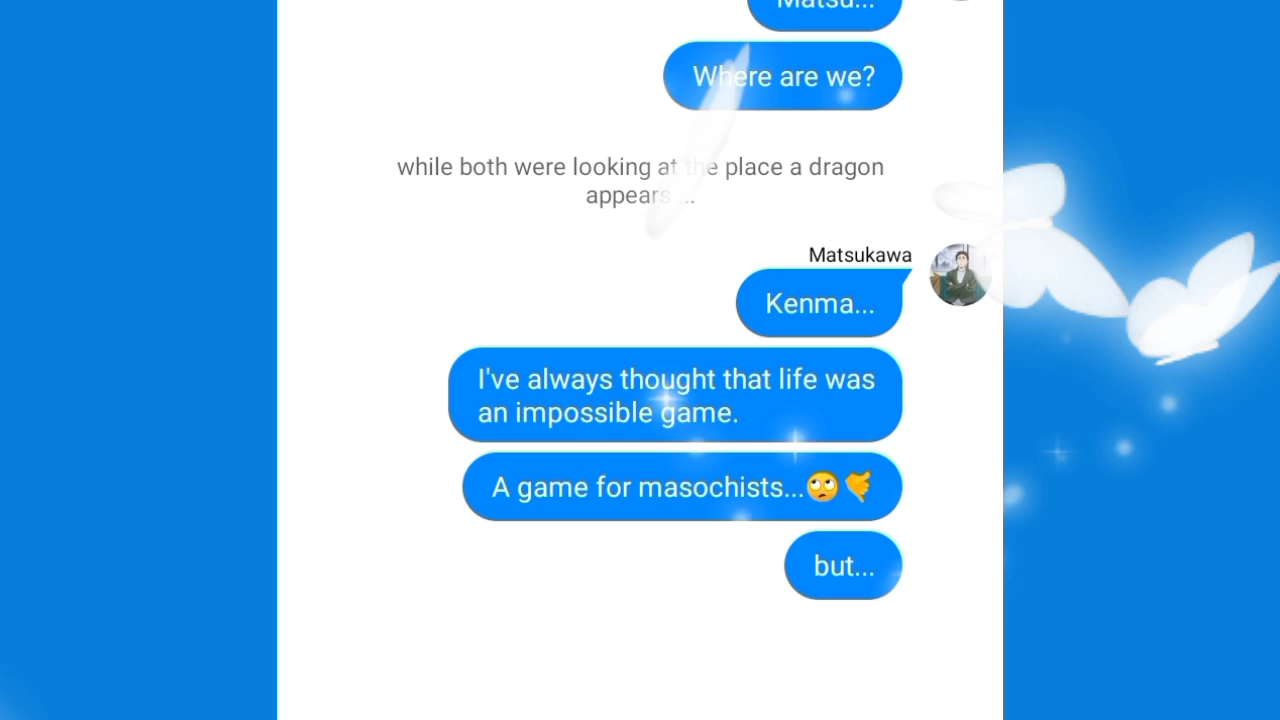 Matsu...
Where are we?
while both were looking at the place a dragon
appears ...
Matsukawa
Kenma...
I've always thought that life was
an impossible game.
A game for masochists...🙄🤙
but...